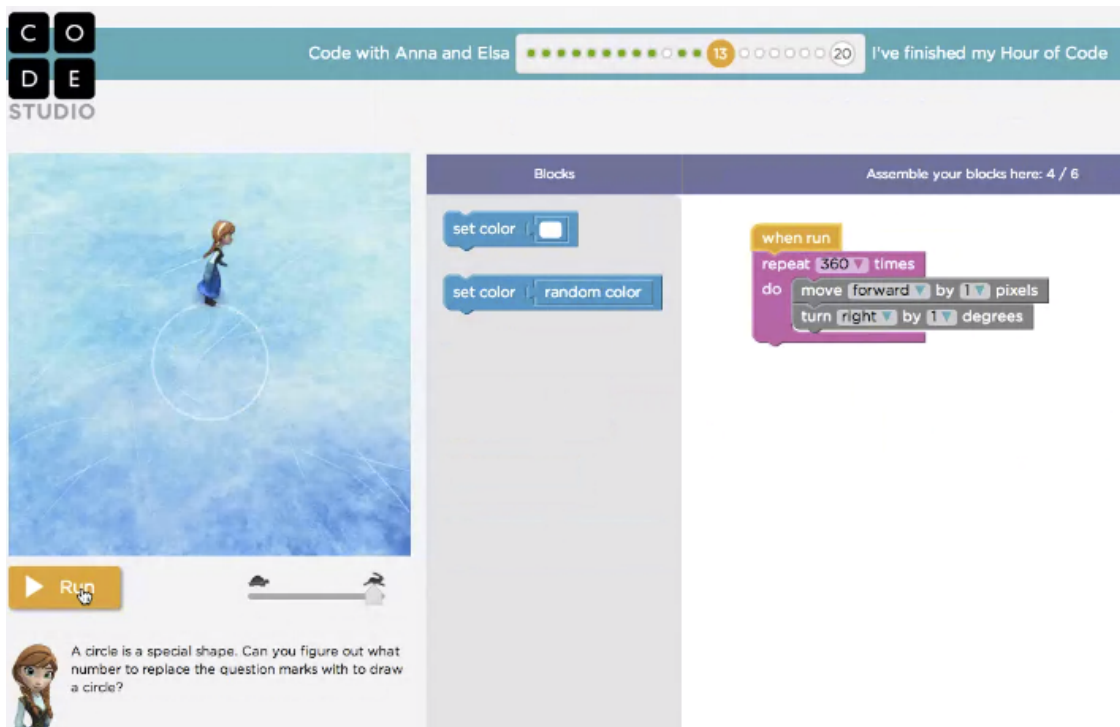 C O
D E
STUDIO
Code with Anna and Elsa 13 20 I've finished my Hour of Code
Blocks
Assemble your blocks here: 4 / 6
set color
set color random color
when run
repeat 360 times
do move forward by 1 pixels
turn right by 1 degrees
Run
A circle is a special shape. Can you figure out what
number to replace the question marks with to draw
a circle?